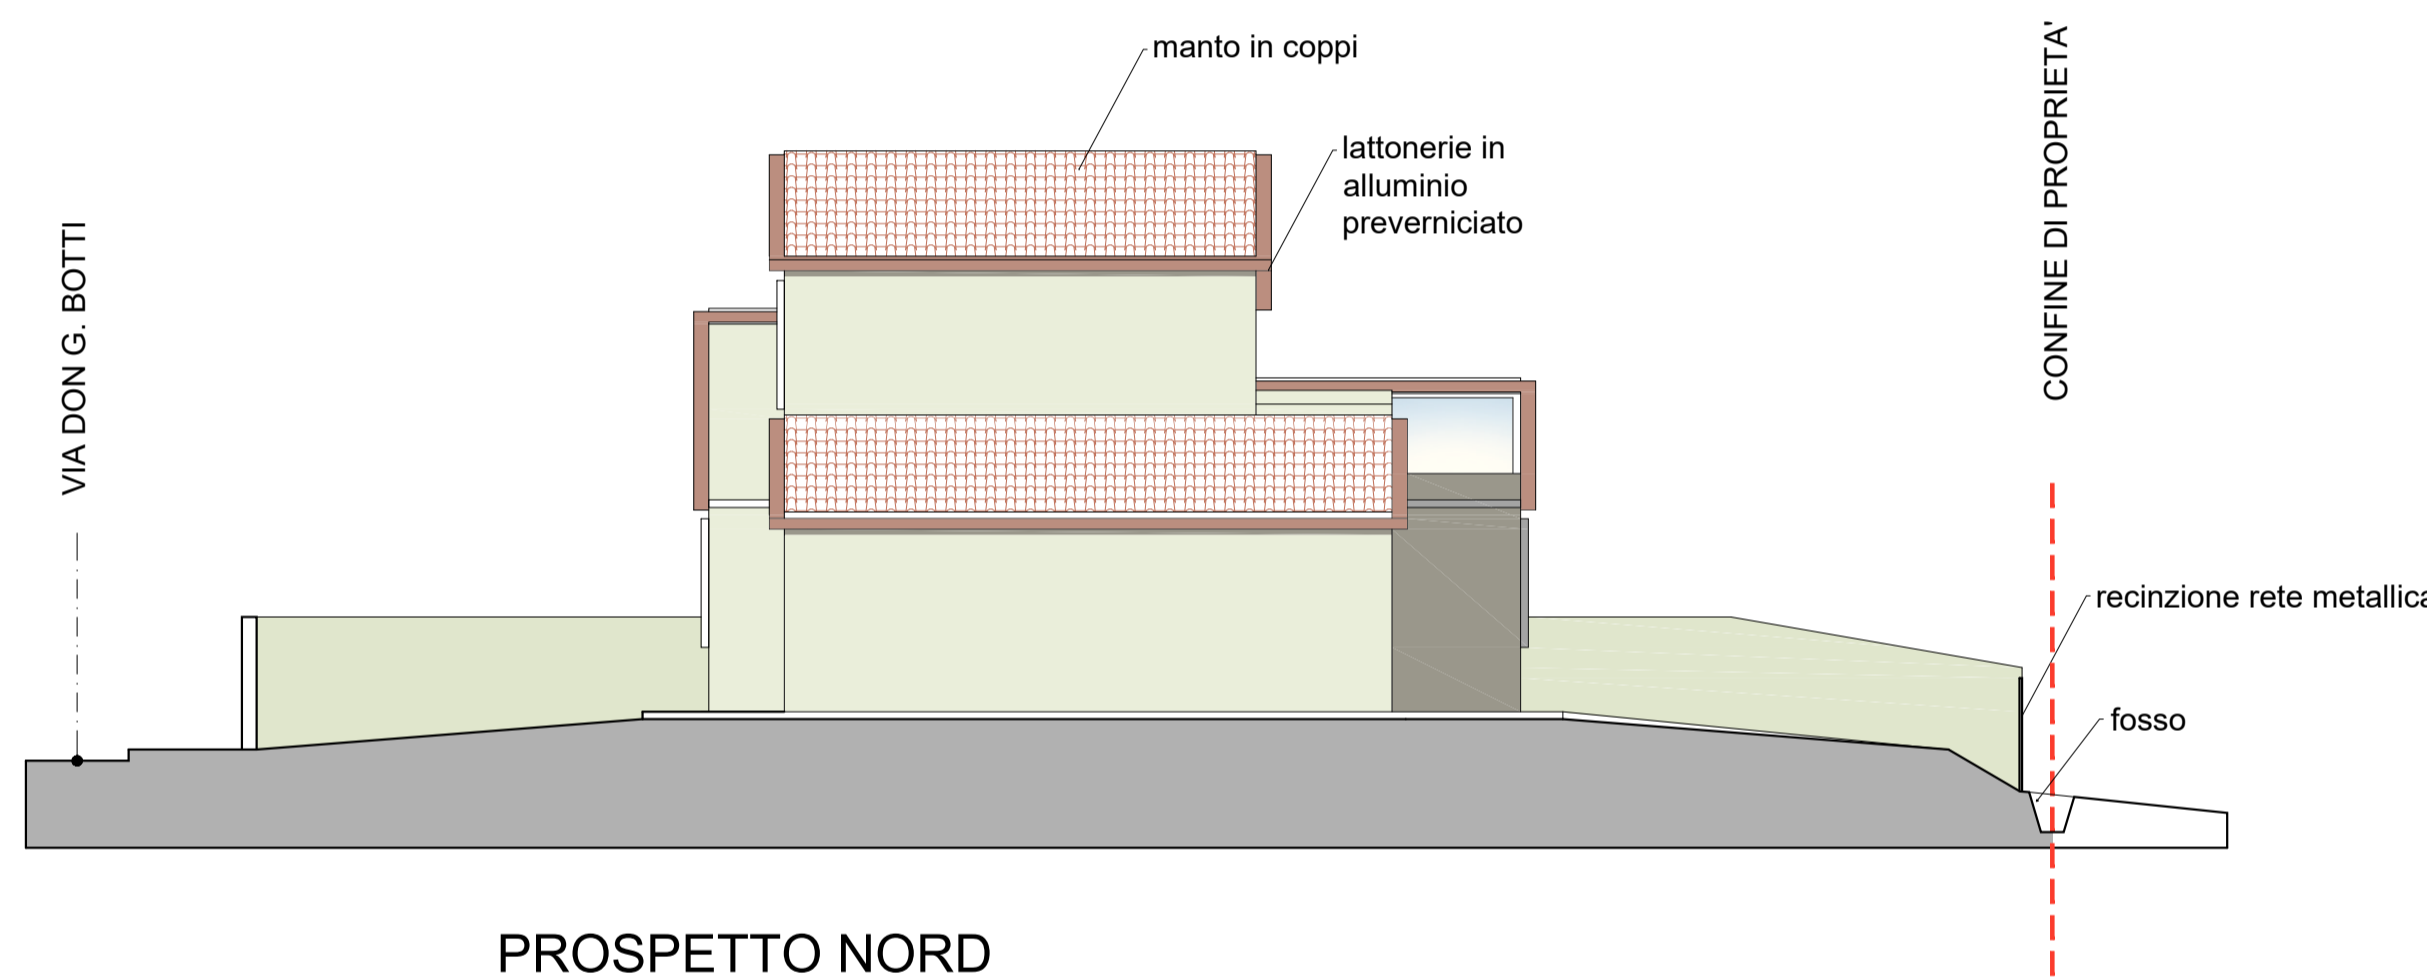 manto in coppi
lattonerie in
alluminio
preverniciato
VIA DON G. BOTTI
CONFINE DI PROPRIETA'
recinzione rete metallica
fosso
PROSPETTO NORD